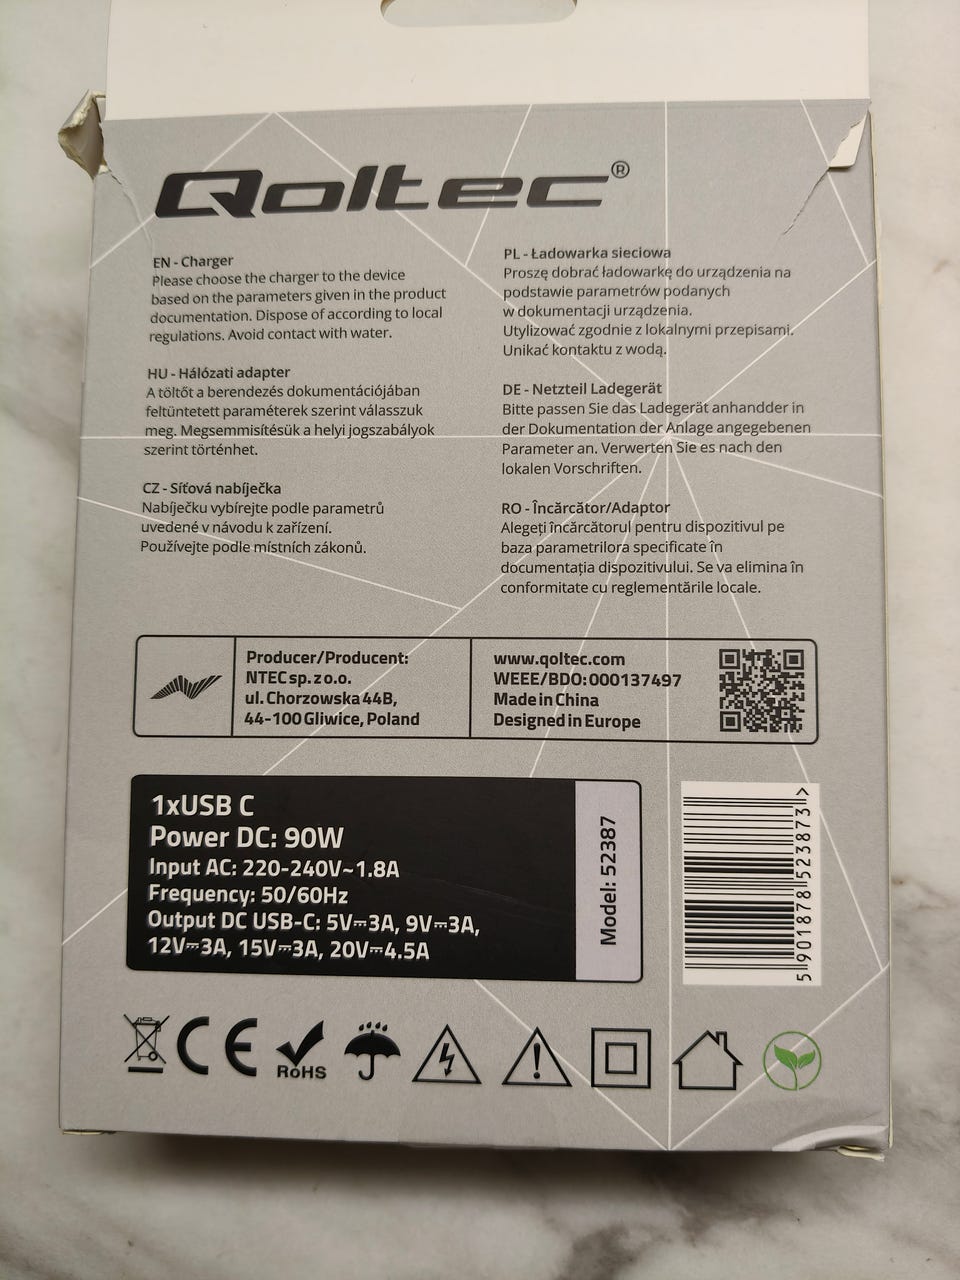 Qoltec®
EN - Charger
Please choose the charger to the device
based on the parameters given in the product
documentation. Dispose of according to local
regulations. Avoid contact with water.
HU - Hálózati adapter
A töltőt a berendezés dokumentációjában
feltüntetett paraméterek szerint válasszuk
meg. Megsemmisítésük a helyi jogszabályok
szerint történhet.
CZ - Síťová nabíječka
Nabíječku vybírejte podle parametrů
uvedené v návodu k zařízení.
Používejte podle místních zákonů.
PL - Ładowarka sieciowa
Proszę dobrać ładowarkę do urządzenia na
podstawie parametrów podanych
w dokumentacji urządzenia.
Utylizować zgodnie z lokalnymi przepisami.
Unikać kontaktu z wodą.
DE - Netzteil Ladegerät
Bitte passen Sie das Ladegerät anhandder in
der Dokumentation der Anlage angegebenen
Parameter an. Verwerten Sie es nach den
lokalen Vorschriften.
RO - Încărcător/Adaptor
Alegeți încărcătorul pentru dispozitivul pe
baza parametrilora specificate în
documentația dispozitivului. Se va elimina în
conformitate cu reglementările locale.
Producer/Producent:
NTEC sp. z o.o.
ul. Chorzowska 44B,
44-100 Gliwice, Poland
www.qoltec.com
WEEE/BDO: 000137497
Made in China
Designed in Europe
1xUSB C
Power DC: 90W
Input AC: 220-240V~1.8A
Frequency: 50/60Hz
Output DC USB-C: 5V⎓3A, 9V⎓3A,
12V⎓3A, 15V⎓3A, 20V⎓4.5A
Model: 52387
5 901878 523873 >
CE
RoHS